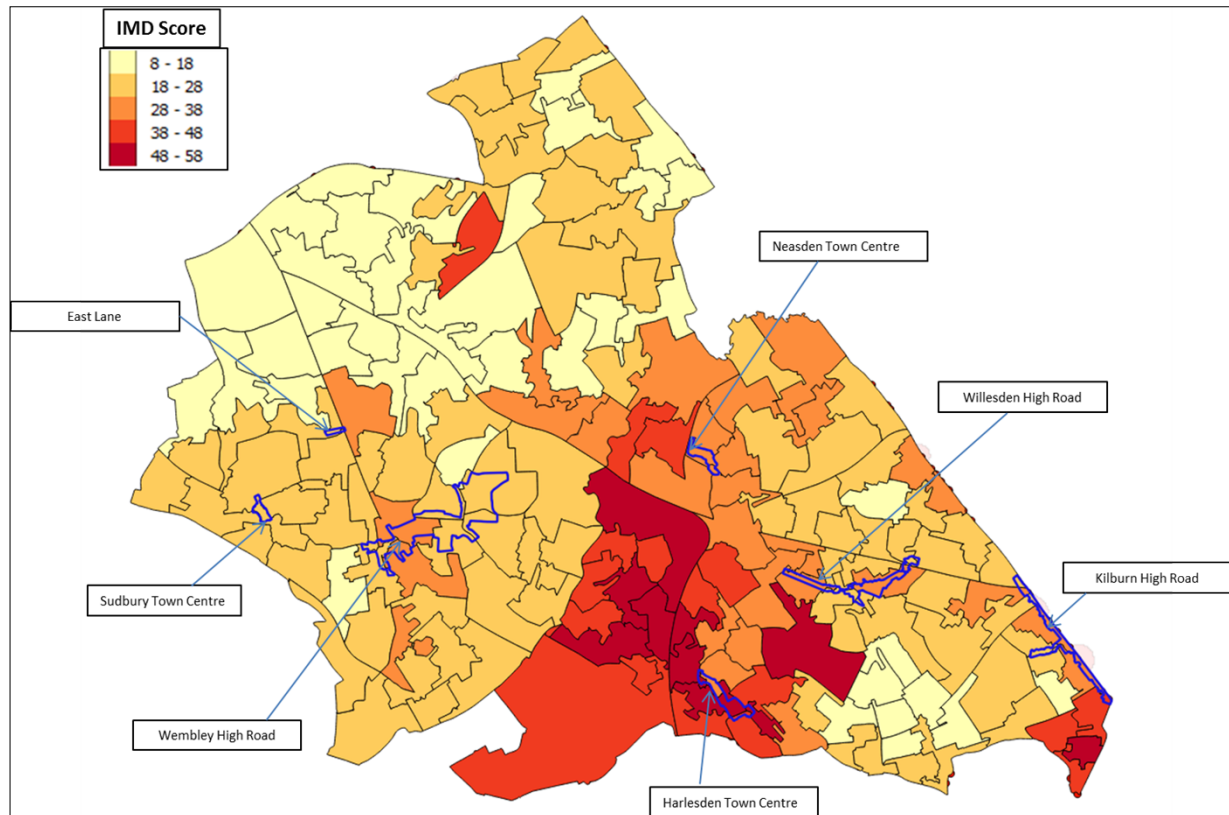 IMD Score
8 - 18
18 - 28
28 - 38
38 - 48
48 - 58
Neasden Town Centre
East Lane
Willesden High Road
Kilburn High Road
Sudbury Town Centre
Wembley High Road
Harlesden Town Centre